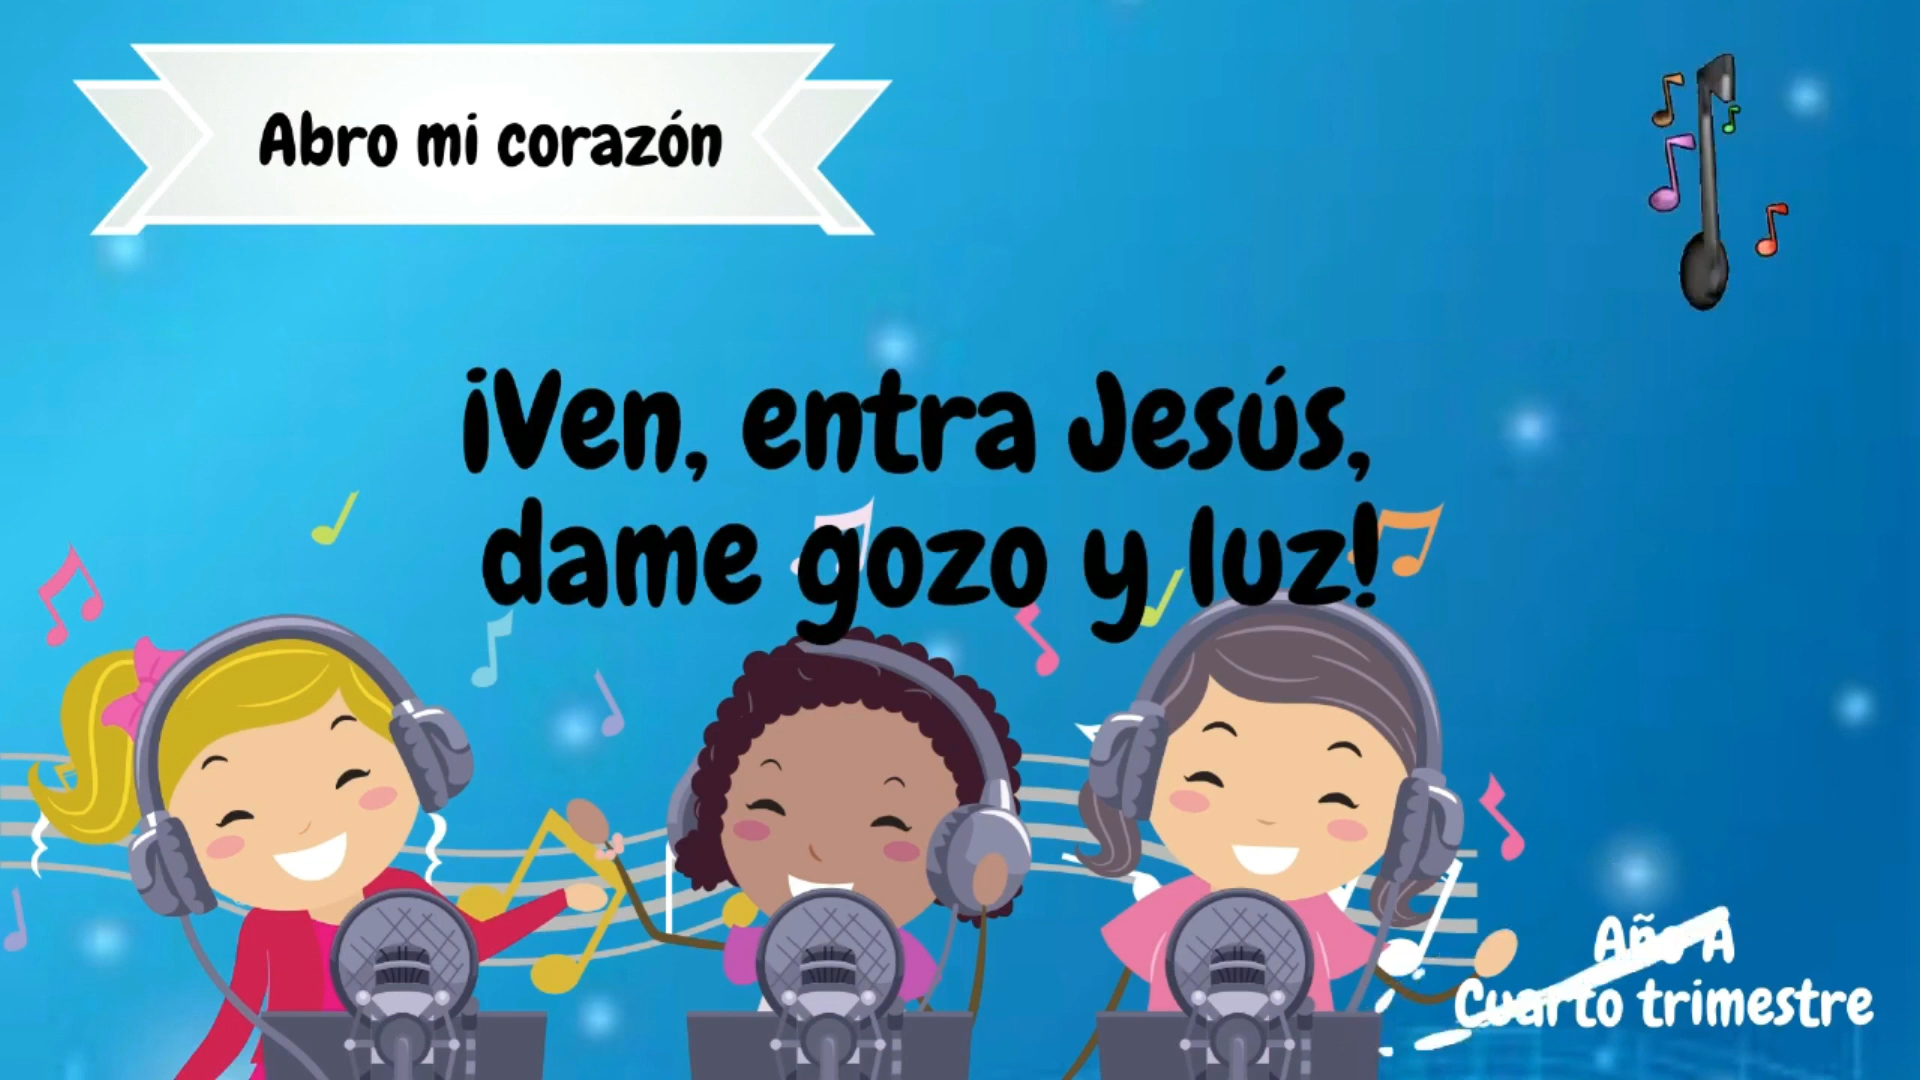 Abro mi corazón
¡Ven, entra Jesús,
dame gozo y luz!
Año A
Cuarto trimestre